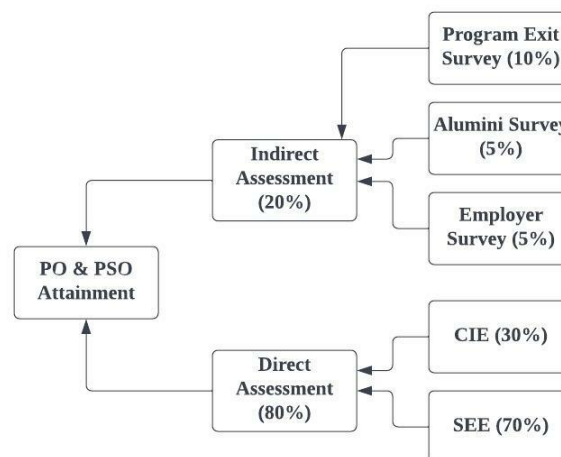 Program Exit
Survey (10%)
Alumini Survey
(5%)
Indirect
Assessment
(20%)
Employer
Survey (5%)
PO & PSO
Attainment
CIE (30%)
Direct
Assessment
(80%)
SEE (70%)